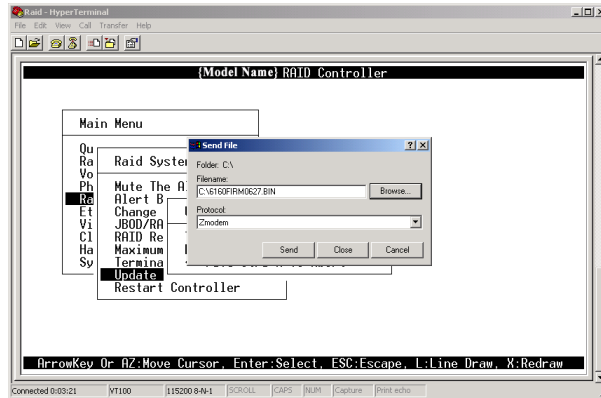 Raid - HyperTerminal
File Edit View Call Transfer Help
{Model Name} RAID Controller
Main Menu
Qu
Ra
Vo
Ph
Ra
Et
Vi
Cl
Ha
Sy
Raid Syste
Mute The A
Alert B
Change
JBOD/RA
RAID Re
Maximum
Termina
Update
Restart Controller
Send File
Folder: C:\
Filename:
C:\6160FIRM0627.BIN
Browse...
Protocol:
Zmodem
Send Close Cancel
ArrowKey Or AZ:Move Cursor, Enter:Select, ESC:Escape, L:Line Draw, X:Redraw
Connected 0:03:21 VT100 115200 8-N-1 SCROLL CAPS NUM Capture Print echo